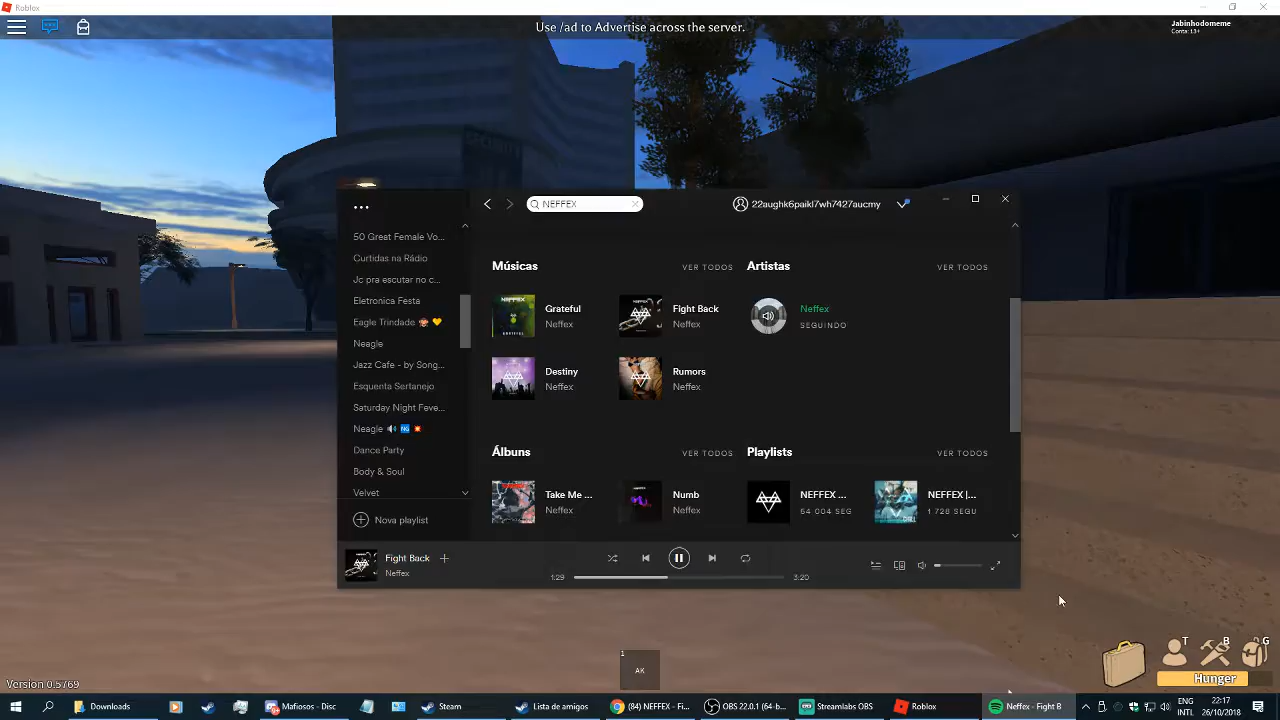 Roblox
Use /ad to Advertise across the server.
Jabinhodomeme
Conta: 13+
SECURITY
NEFFEX
22aughk6paikl7wh7427aucmy
50 Great Female Vo...
Curtidas na Rádio
Jc pra escutar no c...
Eletronica Festa
Eagle Trindade 🐵 💛
Neagle
Jazz Cafe - by Song...
Esquenta Sertanejo
Saturday Night Feve...
Neagle 🔊 🆖 💥
Dance Party
Body & Soul
Velvet
Nova playlist
Músicas
VER TODOS
Grateful
Neffex
Fight Back
Neffex
Destiny
Neffex
Rumors
Neffex
Artistas
VER TODOS
Neffex
SEGUINDO
Álbuns
VER TODOS
Take Me ...
Neffex
Numb
Neffex
Playlists
VER TODOS
NEFFEX ...
54 004 SEG
NEFFEX |...
1 728 SEGU
Fight Back
Neffex
1:29
3:20
1
AK
T
B
G
Hunger
Version 0.5769
Downloads
Mafiosos - Disc
Steam
Lista de amigos
(84) NEFFEX - Fi...
OBS 22.0.1 (64-b...
Streamlabs OBS
Roblox
Neffex - Fight B
ENG
INTL
22:17
26/10/2018